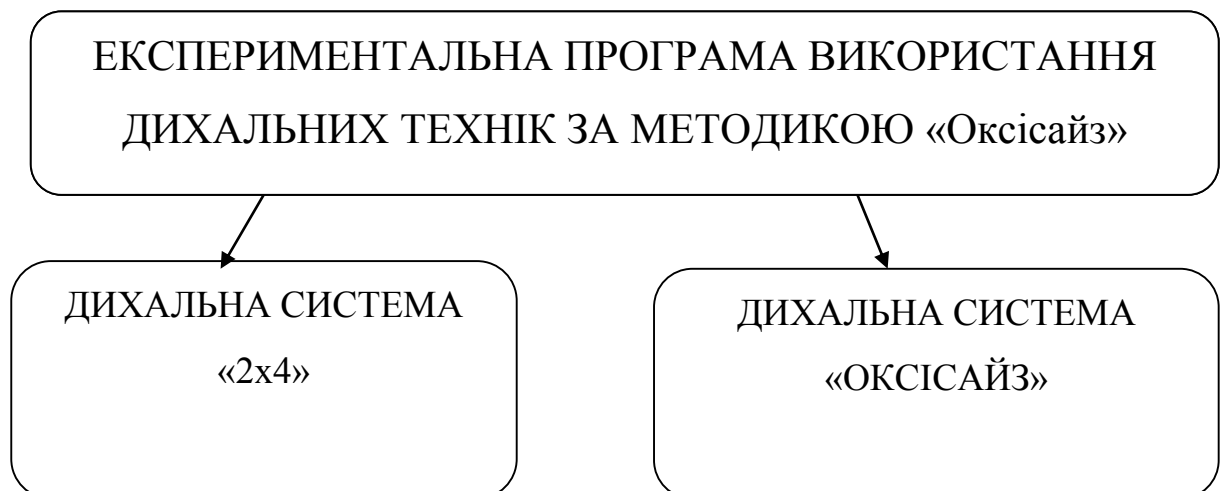 ЕКСПЕРИМЕНТАЛЬНА ПРОГРАМА ВИКОРИСТАННЯ
ДИХАЛЬНИХ ТЕХНІК ЗА МЕТОДИКОЮ «Оксісайз»
ДИХАЛЬНА СИСТЕМА
«2х4»
ДИХАЛЬНА СИСТЕМА
«ОКСІСАЙЗ»